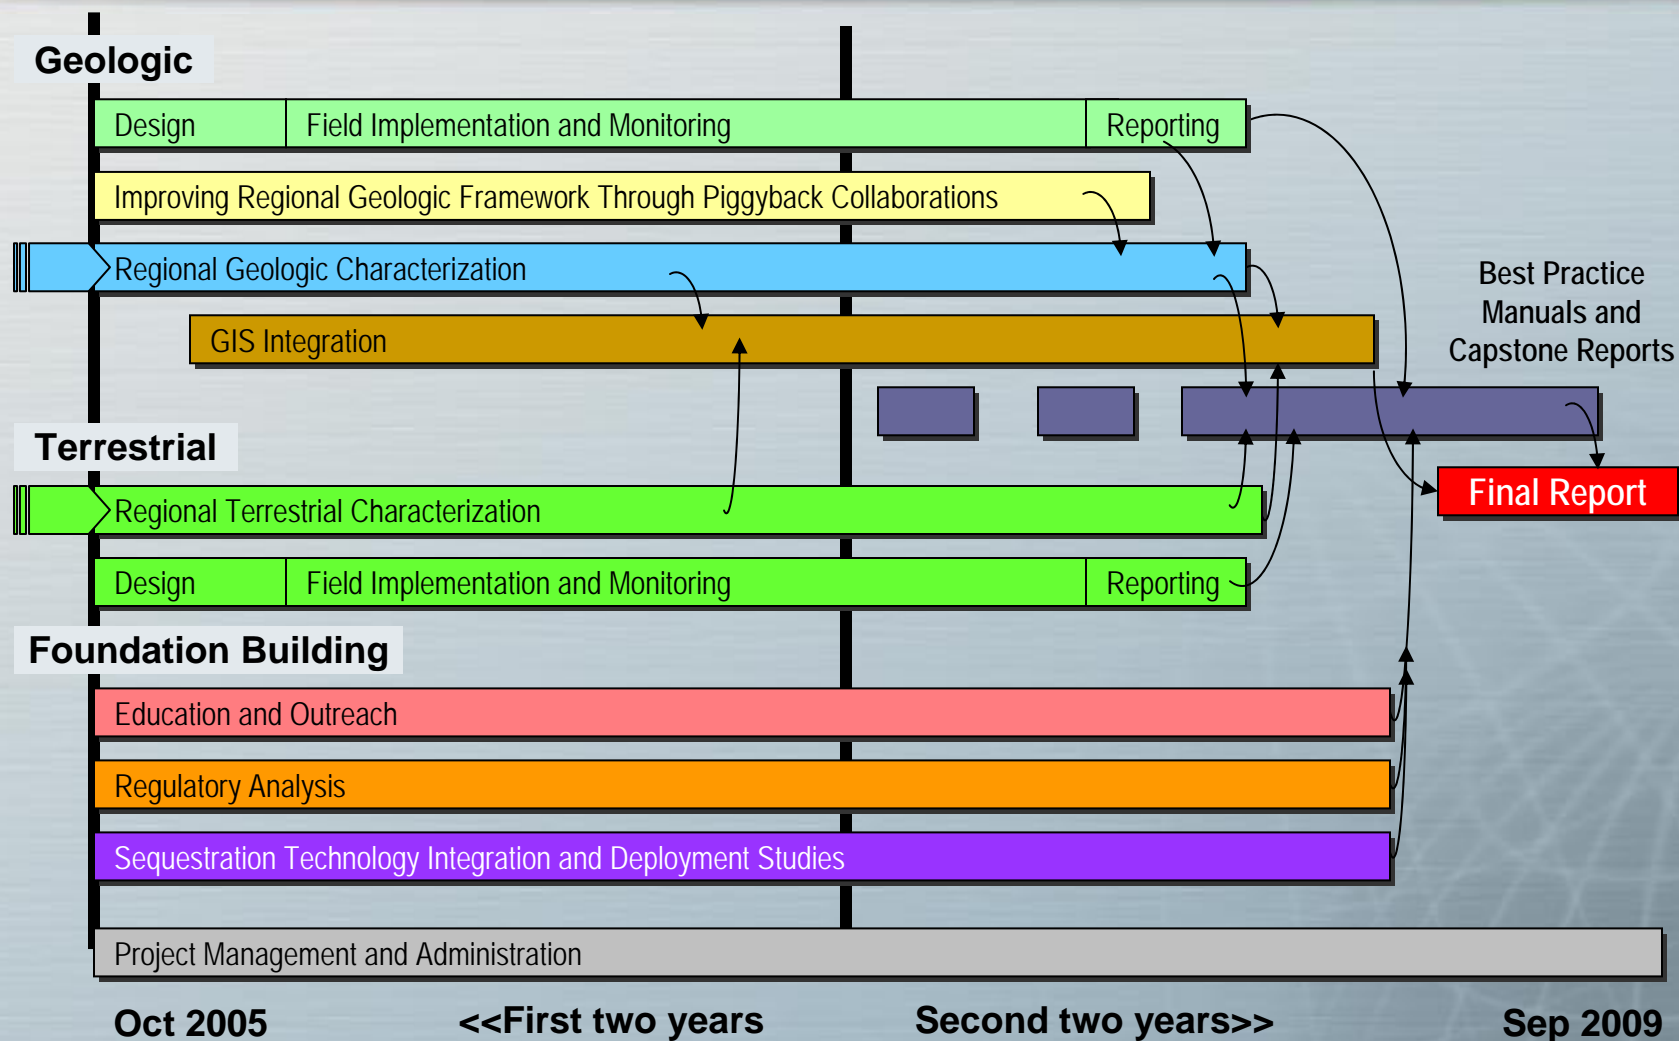 Geologic
Design Field Implementation and Monitoring Reporting
Improving Regional Geologic Framework Through Piggyback Collaborations
Regional Geologic Characterization
GIS Integration
Best Practice
Manuals and
Capstone Reports
Terrestrial
Regional Terrestrial Characterization
Final Report
Design Field Implementation and Monitoring Reporting
Foundation Building
Education and Outreach
Regulatory Analysis
Sequestration Technology Integration and Deployment Studies
Project Management and Administration
Oct 2005 <<First two years Second two years>> Sep 2009